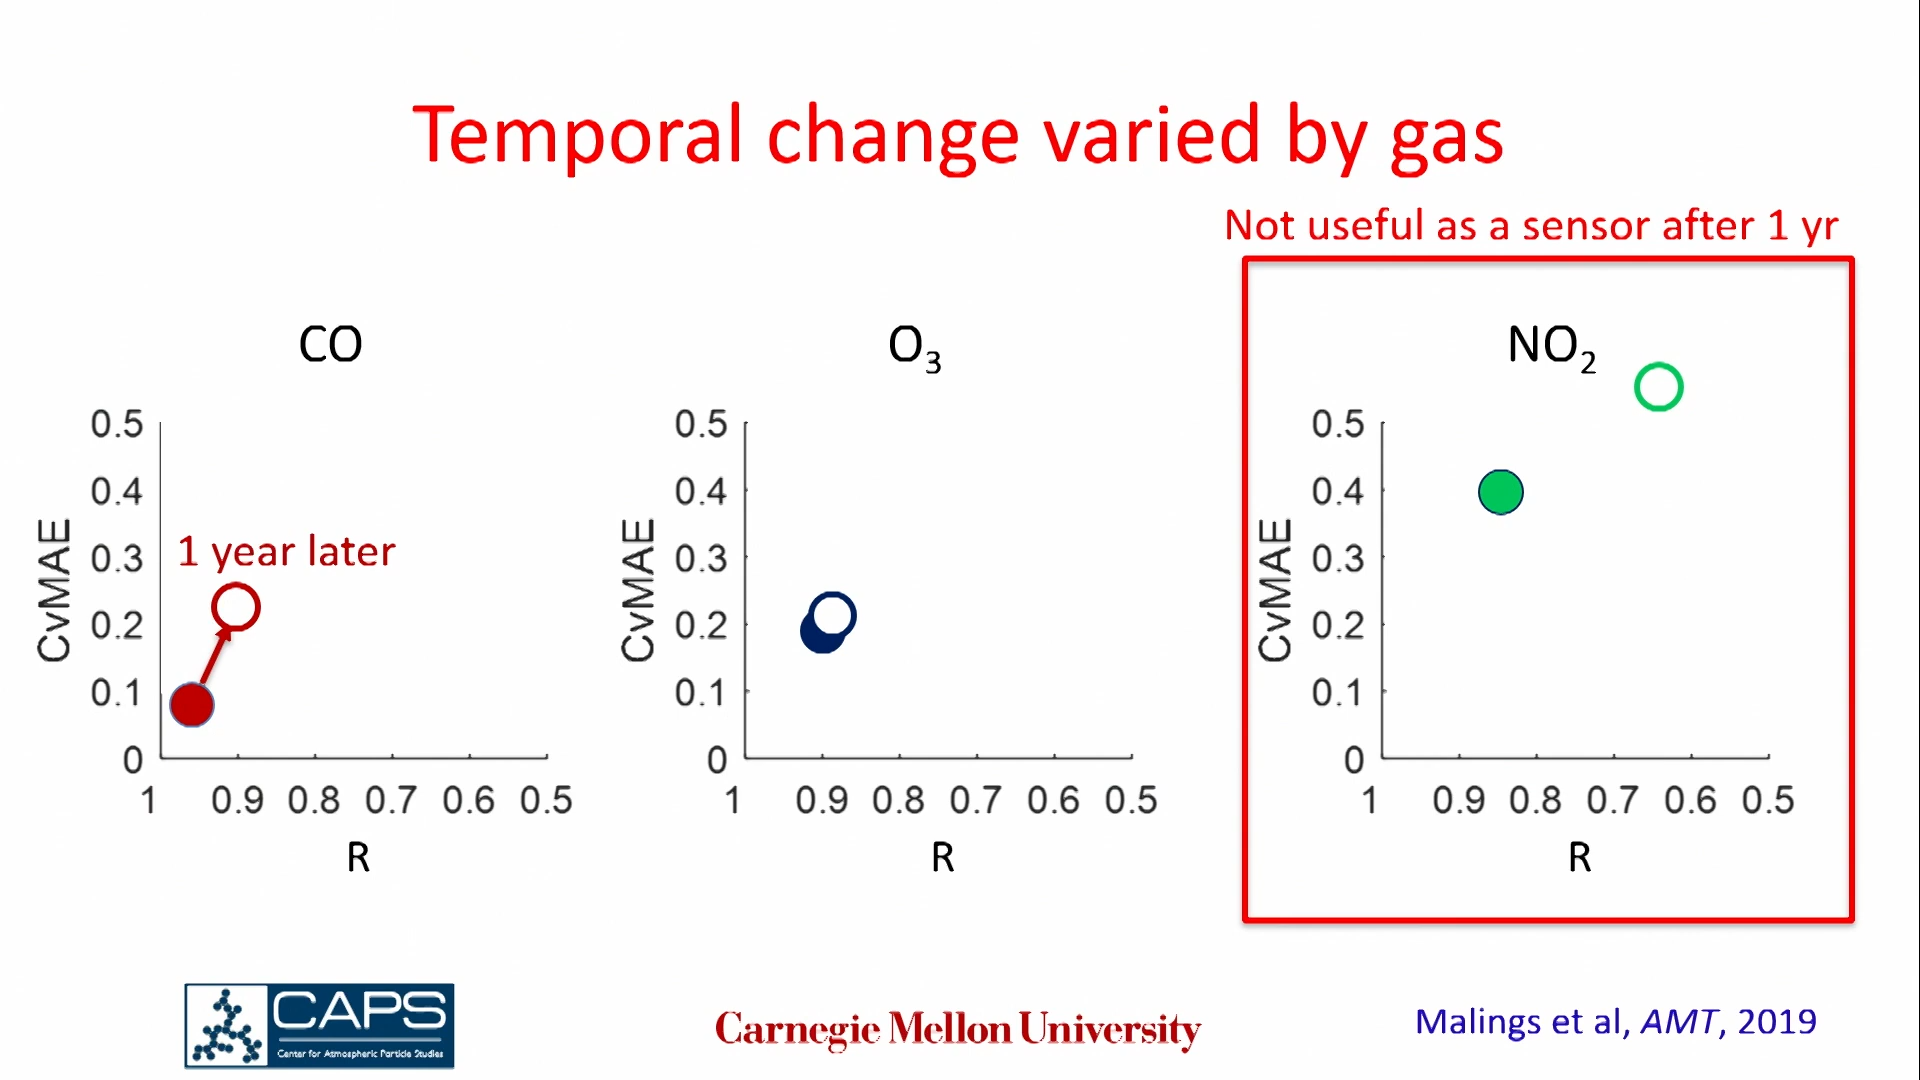 Temporal change varied by gas
Not useful as a sensor after 1 yr
CO
CvMAE
0.5
0.4
0.3
0.2
0.1
0
1 year later
1 0.9 0.8 0.7 0.6 0.5
R
O₃
CvMAE
0.5
0.4
0.3
0.2
0.1
0
1 0.9 0.8 0.7 0.6 0.5
R
NO₂
CvMAE
0.5
0.4
0.3
0.2
0.1
0
1 0.9 0.8 0.7 0.6 0.5
R
CAPS
Center for Atmospheric Particle Studies
Carnegie Mellon University
Malings et al, AMT, 2019